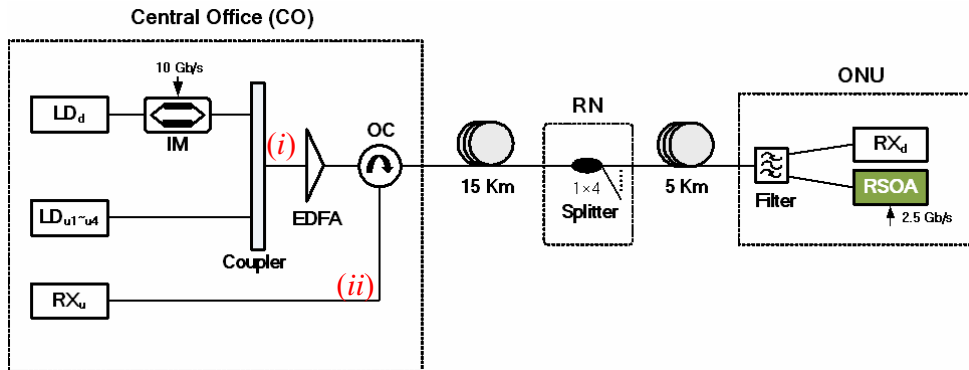 Central Office (CO)
10 Gb/s
LDd
IM
(i)
OC
EDFA
LDu1~u4
Coupler
(ii)
RXu
15 Km
RN
1×4
Splitter
5 Km
ONU
RXd
Filter
RSOA
2.5 Gb/s